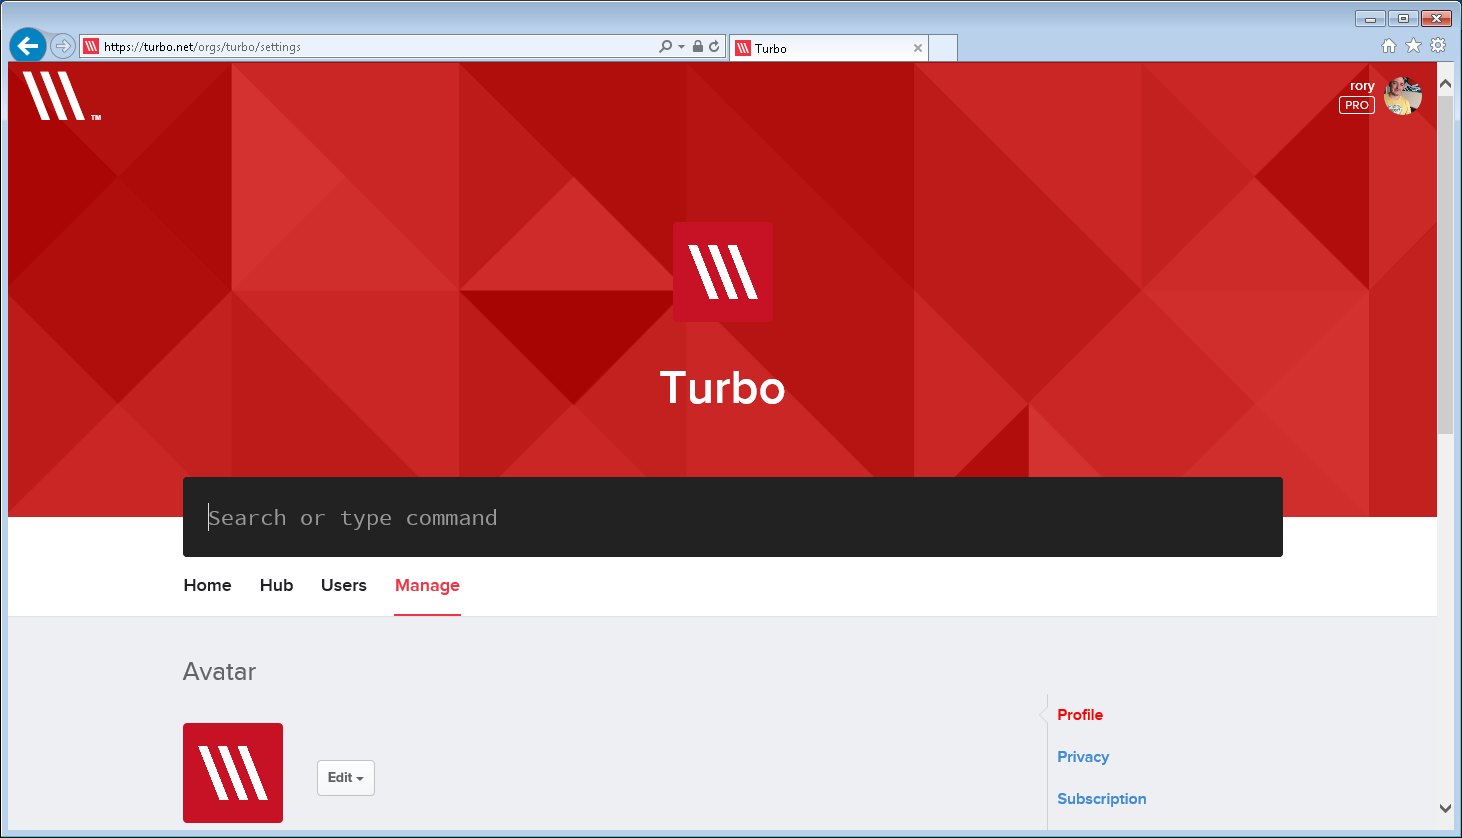 https://turbo.net/orgs/turbo/settings
Turbo
TM
rory
PRO
Turbo
Search or type command
Home Hub Users Manage
Avatar
Edit
Profile
Privacy
Subscription